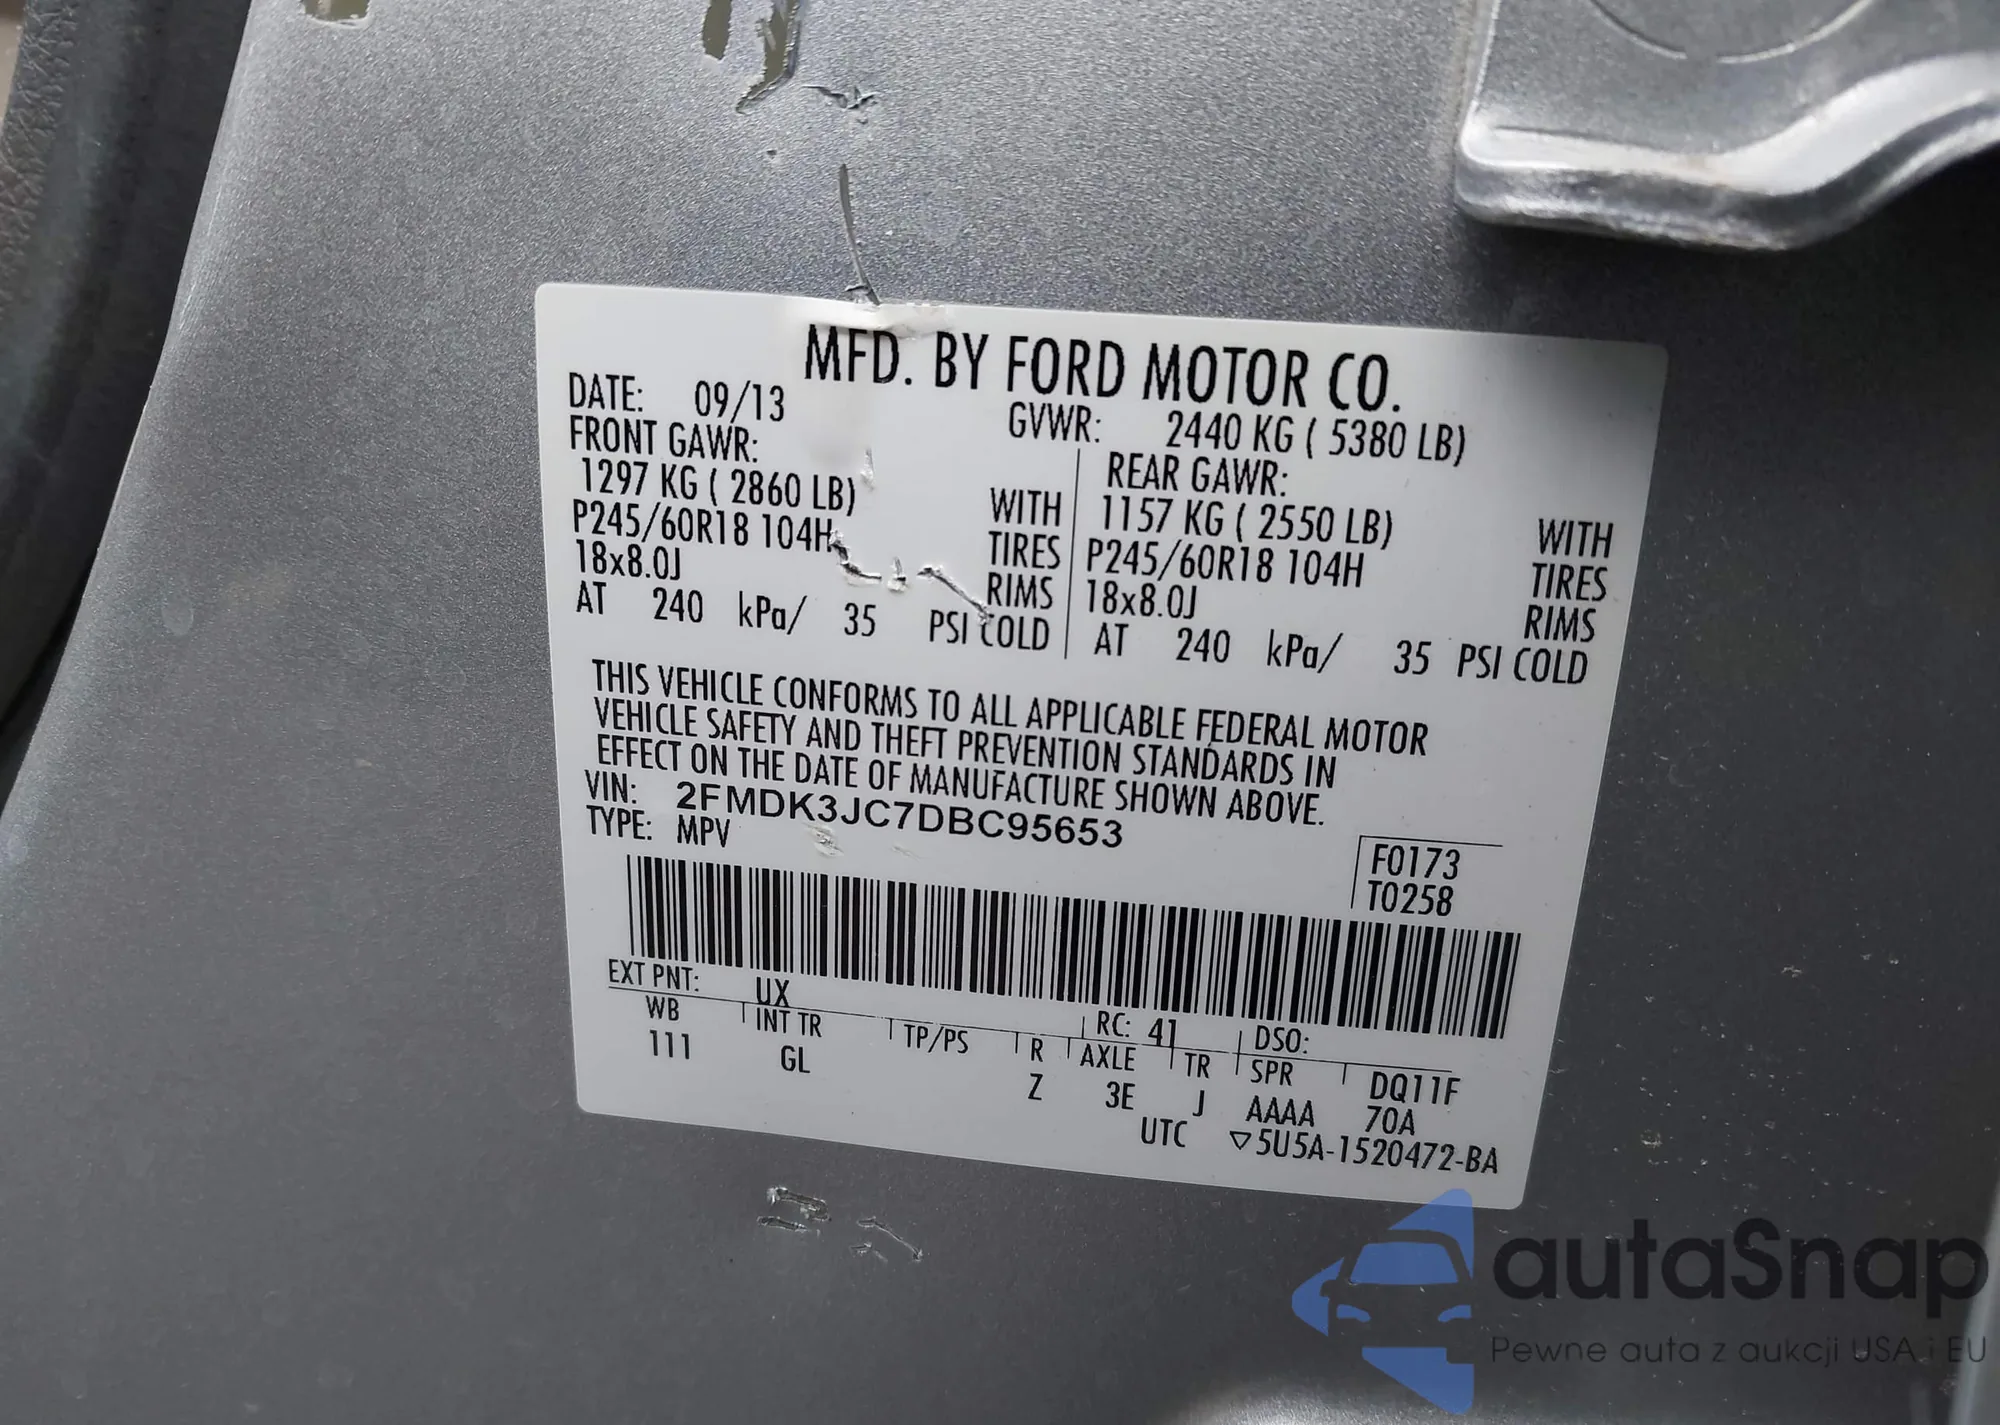 MFD. BY FORD MOTOR CO.
DATE: 09/13
GVWR: 2440 KG ( 5380 LB)
FRONT GAWR:
1297 KG ( 2860 LB) WITH
P245/60R18 104H TIRES
18x8.0J RIMS
AT 240 kPa/ 35 PSI COLD
REAR GAWR:
1157 KG ( 2550 LB) WITH
P245/60R18 104H TIRES
18x8.0J RIMS
AT 240 kPa/ 35 PSI COLD
THIS VEHICLE CONFORMS TO ALL APPLICABLE FEDERAL MOTOR
VEHICLE SAFETY AND THEFT PREVENTION STANDARDS IN
EFFECT ON THE DATE OF MANUFACTURE SHOWN ABOVE.
VIN: 2FMDK3JC7DBC95653
TYPE: MPV
F0173
T0258
EXT PNT: UX RC: 41 DSO:
WB INT TR TP/PS R AXLE TR SPR DQ11F
111 GL Z 3E J AAAA 70A
UTC ▽5U5A-1520472-BA
autaSnap
Pewne auta z aukcji USA i EU